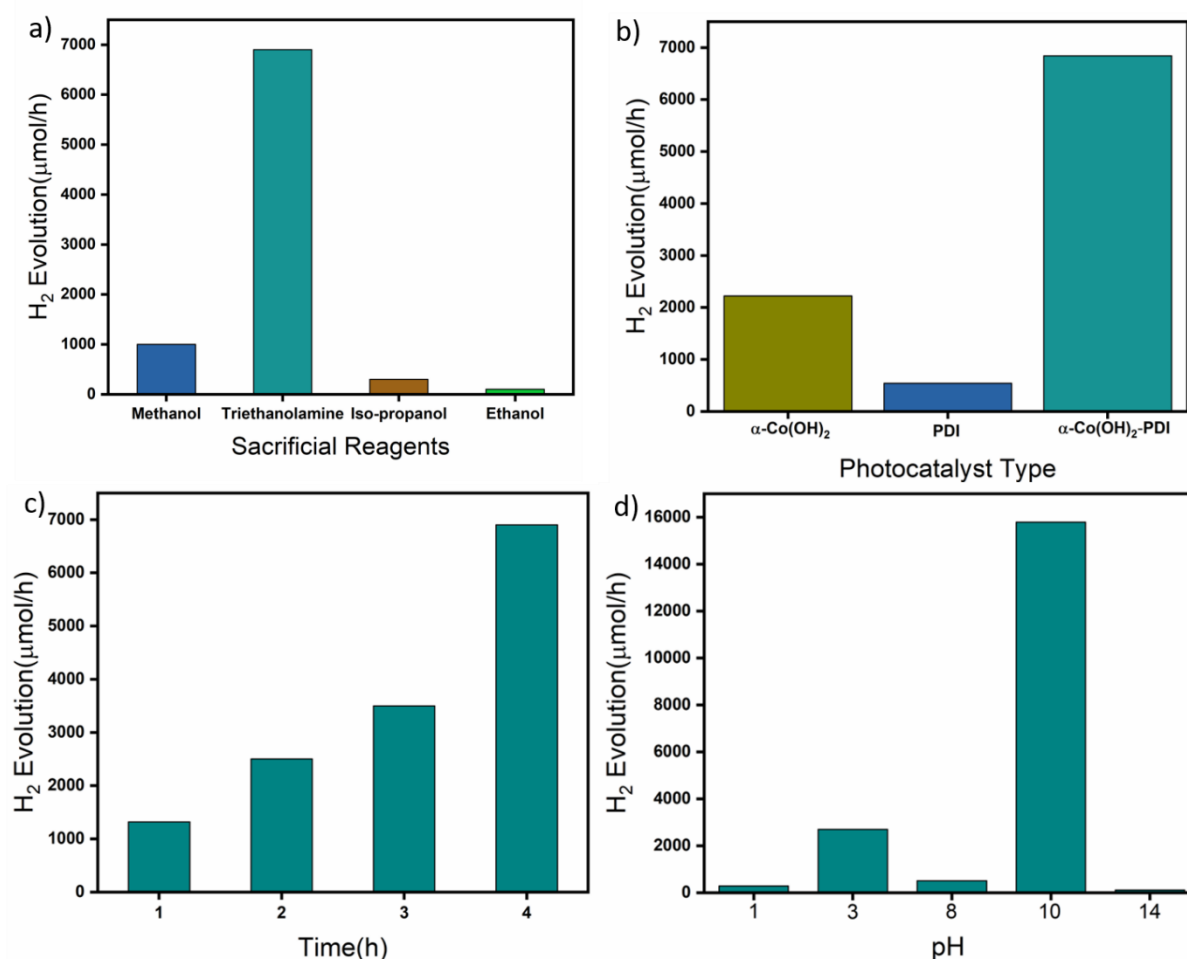 a)
H₂ Evolution(μmol/h)
7000
6000
5000
4000
3000
2000
1000
0
Methanol Triethanolamine Iso-propanol Ethanol
Sacrificial Reagents
b)
H₂ Evolution(μmol/h)
7000
6000
5000
4000
3000
2000
1000
0
α-Co(OH)₂ PDI α-Co(OH)₂-PDI
Photocatalyst Type
c)
H₂ Evolution(μmol/h)
7000
6000
5000
4000
3000
2000
1000
0
1 2 3 4
Time(h)
d)
H₂ Evolution(μmol/h)
16000
14000
12000
10000
8000
6000
4000
2000
0
1 3 8 10 14
pH